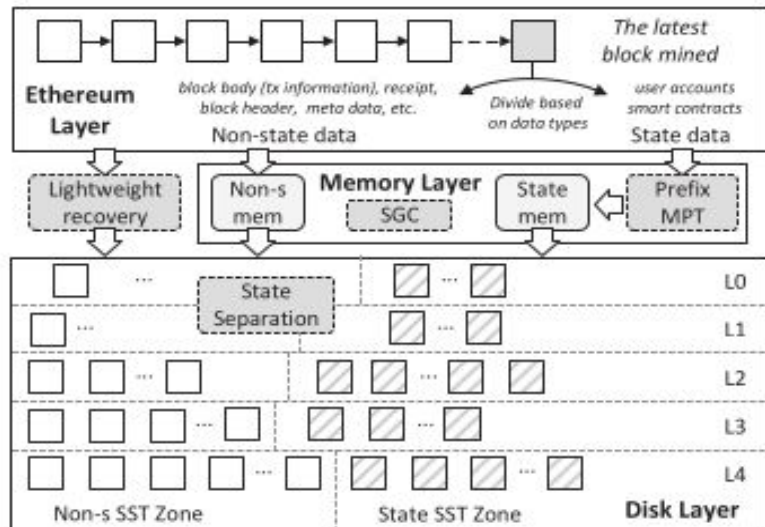 The latest
block mined
block body (tx information), receipt,
block header, meta data, etc.
Divide based
on data types
user accounts
smart contracts
Ethereum
Layer
Non-state data
State data
Lightweight
recovery
Non-s
mem
Memory Layer
SGC
State
mem
Prefix
MPT
...
State
Separation
...
L0
...
...
L1
...
...
L2
...
...
L3
...
...
L4
Non-s SST Zone
State SST Zone
Disk Layer